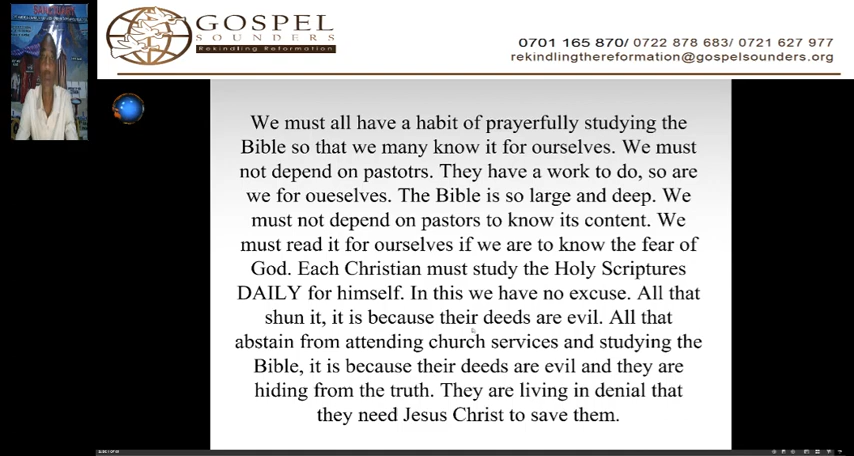 GOSPEL
SOUNDERS
Rekindling Reformation
0701 165 870/ 0722 878 683/ 0721 627 977
rekindlingthereformation@gospelsounders.org
We must all have a habit of prayerfully studying the
Bible so that we many know it for ourselves. We must
not depend on pastotrs. They have a work to do, so are
we for oueselves. The Bible is so large and deep. We
must not depend on pastors to know its content. We
must read it for ourselves if we are to know the fear of
God. Each Christian must study the Holy Scriptures
DAILY for himself. In this we have no excuse. All that
shun it, it is because their deeds are evil. All that
abstain from attending church services and studying the
Bible, it is because their deeds are evil and they are
hiding from the truth. They are living in denial that
they need Jesus Christ to save them.